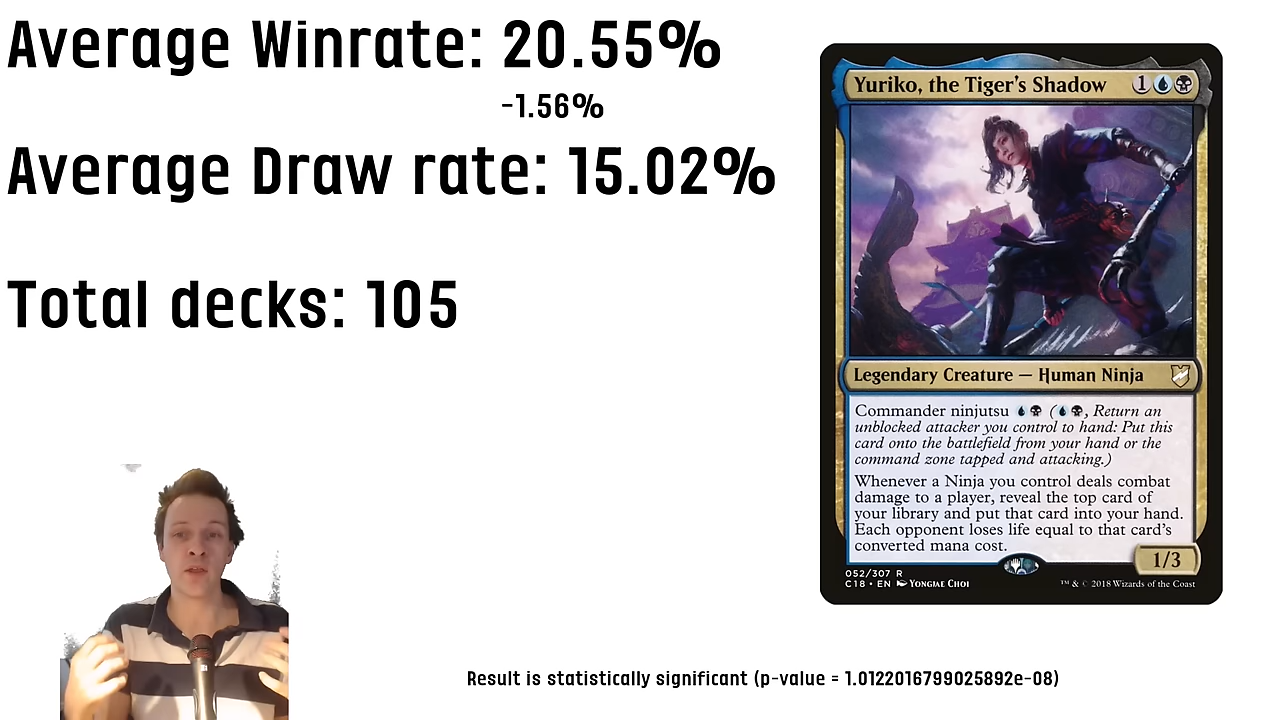 Average Winrate: 20.55%
-1.56%
Average Draw rate: 15.02%
Total decks: 105
Yuriko, the Tiger's Shadow 1
Legendary Creature — Human Ninja
Commander ninjutsu (, Return an
unblocked attacker you control to hand: Put this
card onto the battlefield from your hand or the
command zone tapped and attacking.)
Whenever a Ninja you control deals combat
damage to a player, reveal the top card of
your library and put that card into your hand.
Each opponent loses life equal to that card's
converted mana cost.
1/3
052/307 R
C18 • EN Yongjae Choi
™ & © 2018 Wizards of the Coast
Result is statistically significant (p-value = 1.0122016799025892e-08)